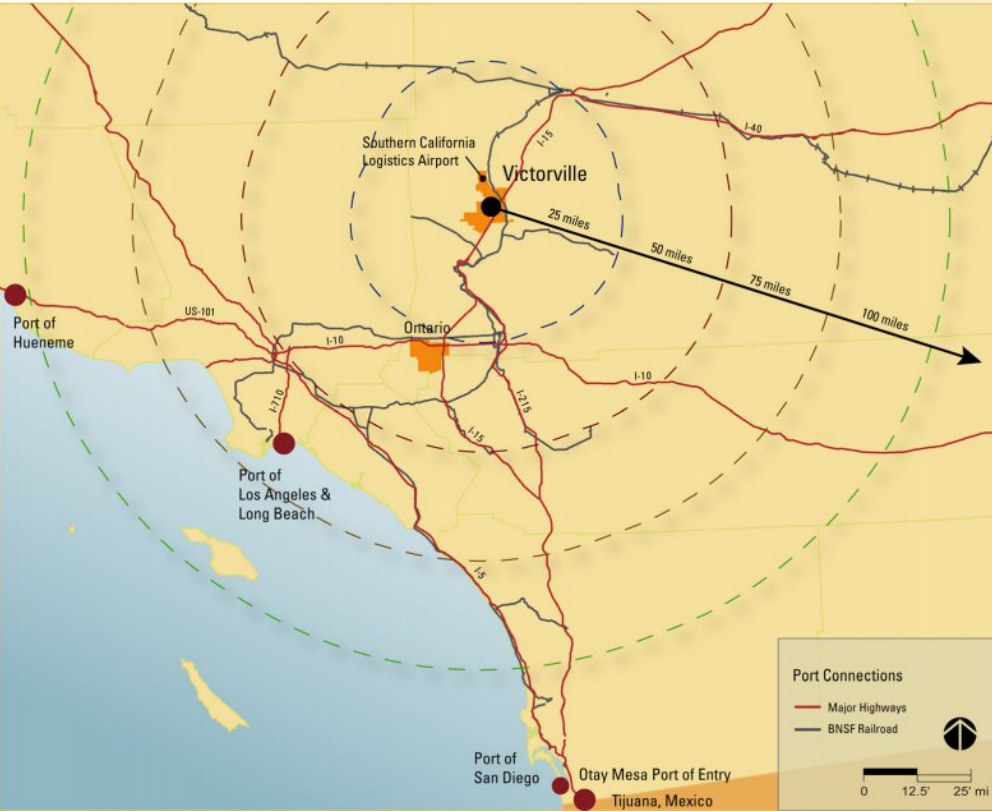 I-40
I-15
Southern California
Logistics Airport
Victorville
25 miles
50 miles
75 miles
100 miles
Port of
Hueneme
US-101
I-10
Ontario
I-10
I-710
I-215
I-15
Port of
Los Angeles &
Long Beach
I-5
Port Connections
Major Highways
BNSF Railroad
0 12.5' 25' mi
Port of
San Diego
Otay Mesa Port of Entry
Tijuana, Mexico